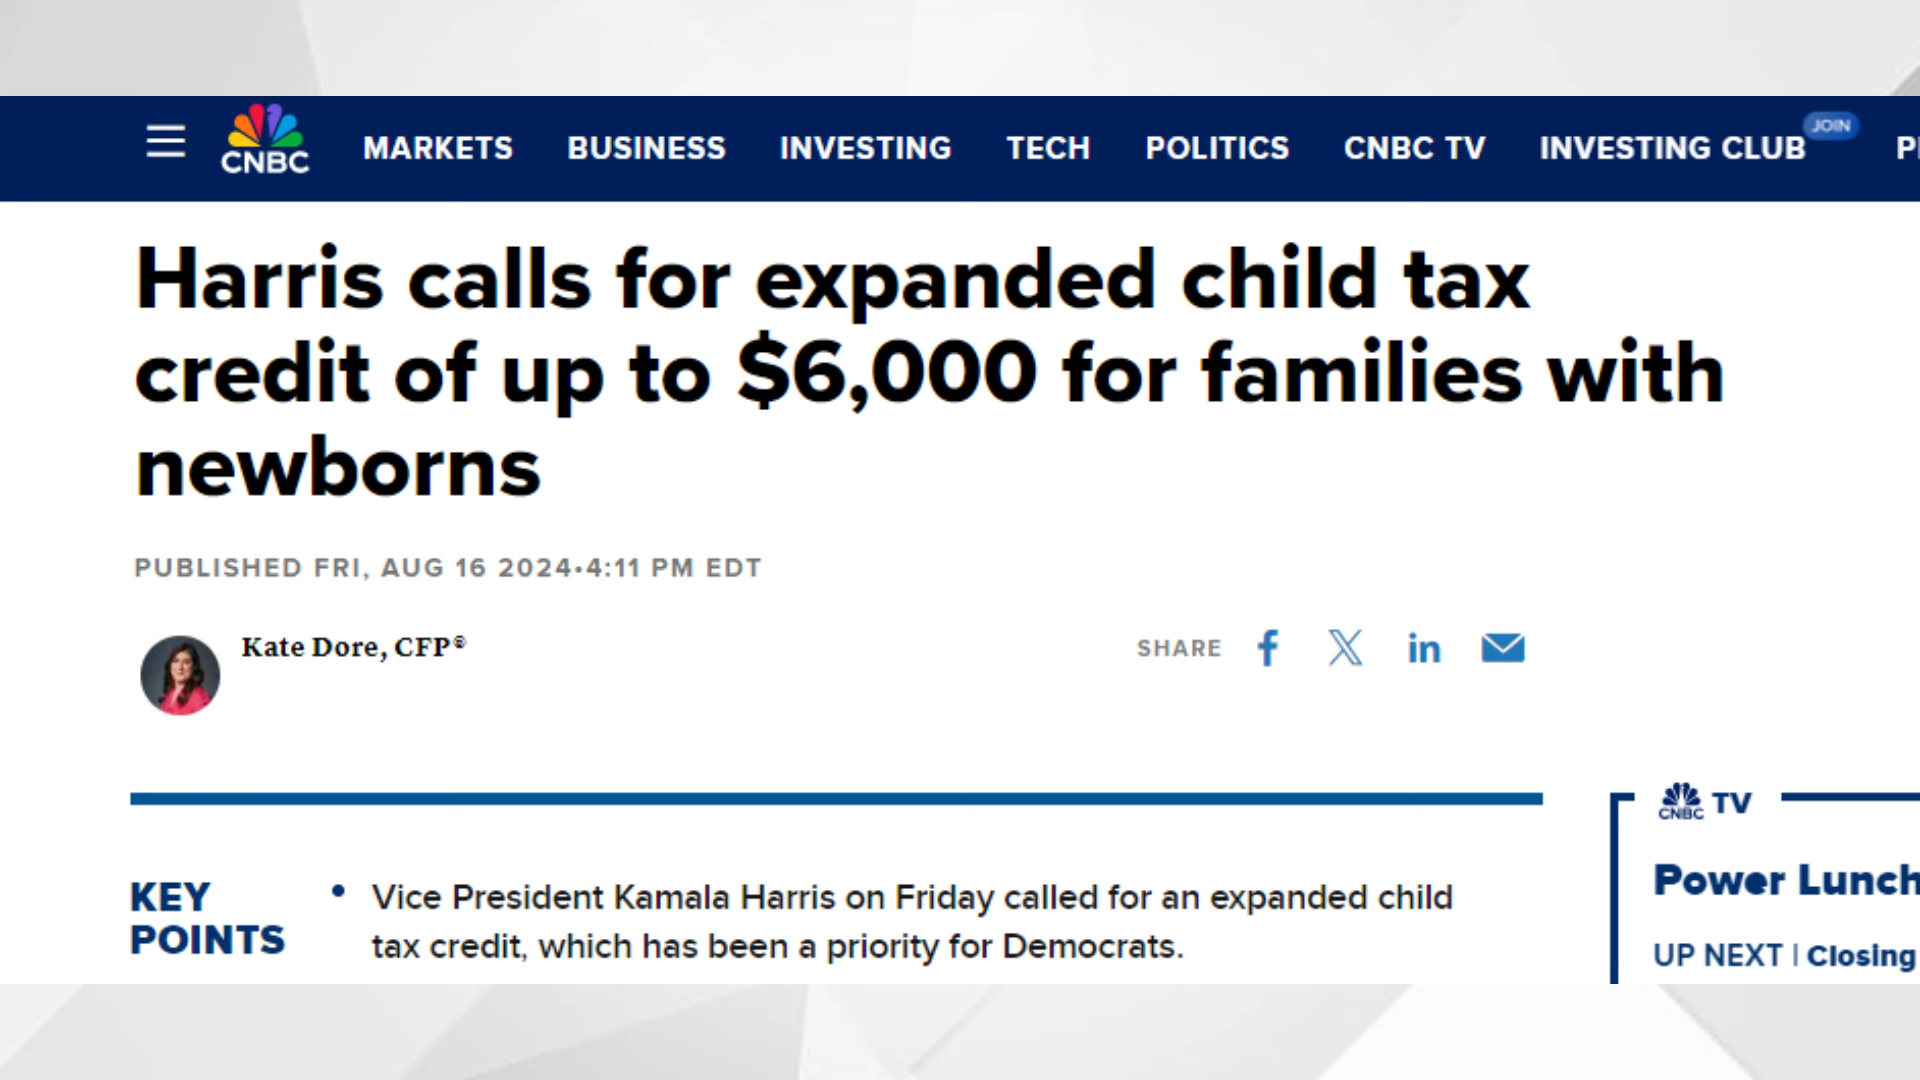 CNBC
MARKETS BUSINESS INVESTING TECH POLITICS CNBC TV INVESTING CLUB JOIN
Harris calls for expanded child tax
credit of up to $6,000 for families with
newborns
PUBLISHED FRI, AUG 16 2024•4:11 PM EDT
Kate Dore, CFP®
SHARE
KEY
POINTS
• Vice President Kamala Harris on Friday called for an expanded child
tax credit, which has been a priority for Democrats.
CNBC TV
Power Lunch
UP NEXT | Closing